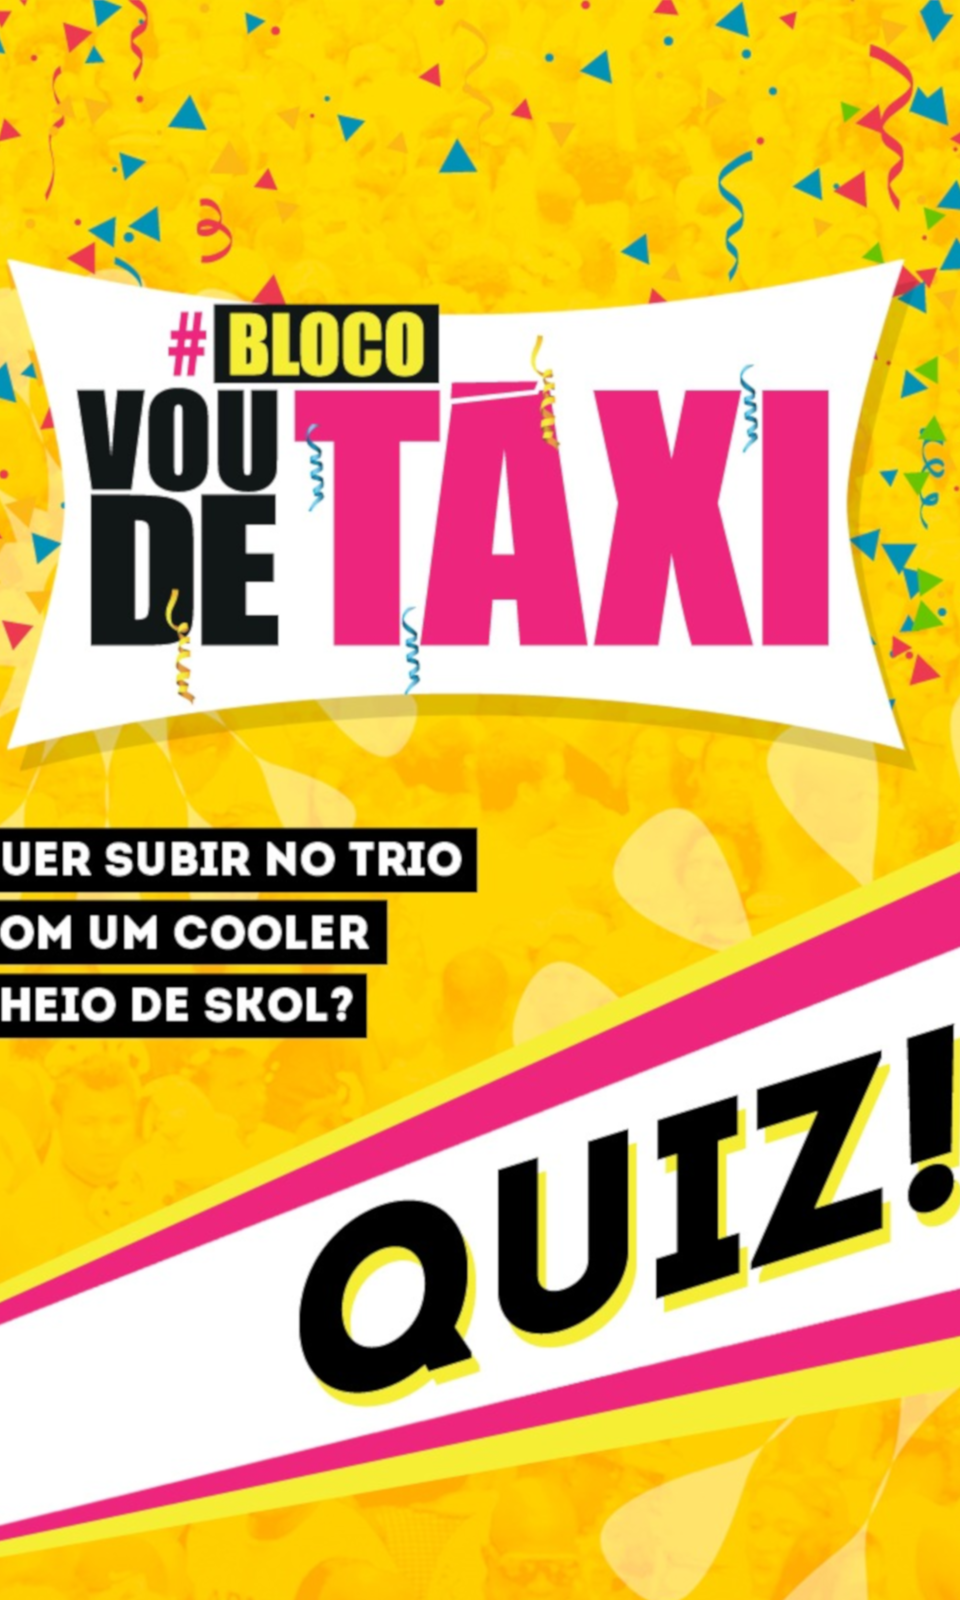 # BLOCO
VOU
DE TÁXI
UER SUBIR NO TRIO
OM UM COOLER
HEIO DE SKOL?
QUIZ!